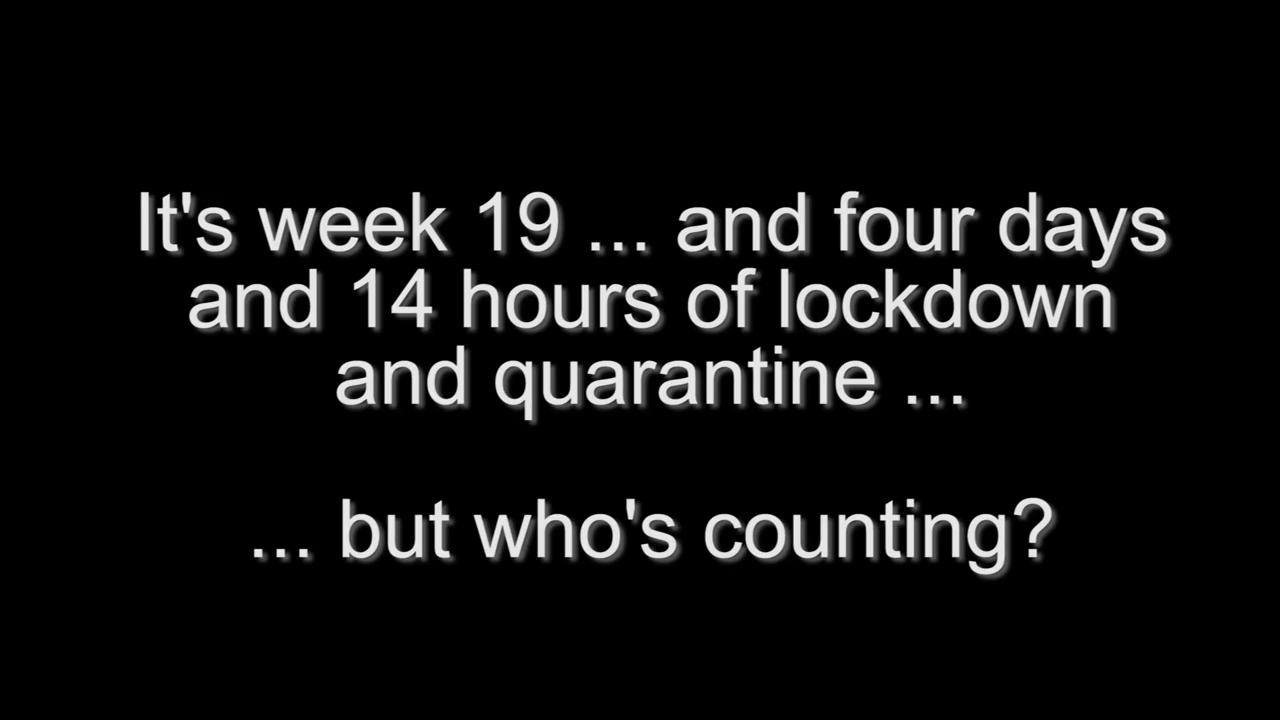 It's week 19 ... and four days
and 14 hours of lockdown
and quarantine ...
... but who's counting?